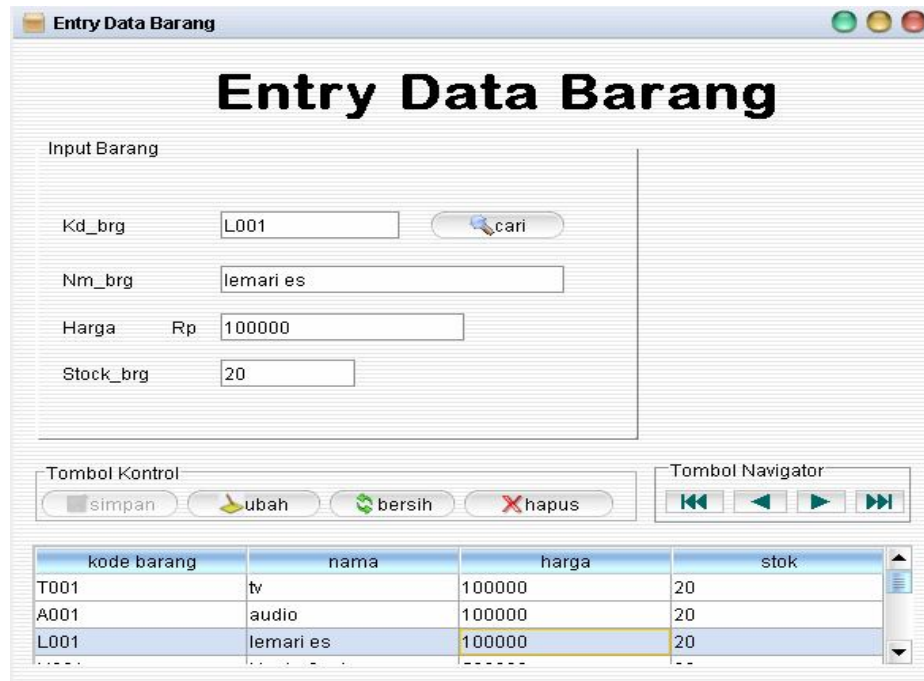 Entry Data Barang
Entry Data Barang
Input Barang
Kd_brg L001 cari
Nm_brg lemari es
Harga Rp 100000
Stock_brg 20
Tombol Kontrol
simpan ubah bersih hapus
Tombol Navigator
kode barang nama harga stok
T001 tv 100000 20
A001 audio 100000 20
L001 lemari es 100000 20